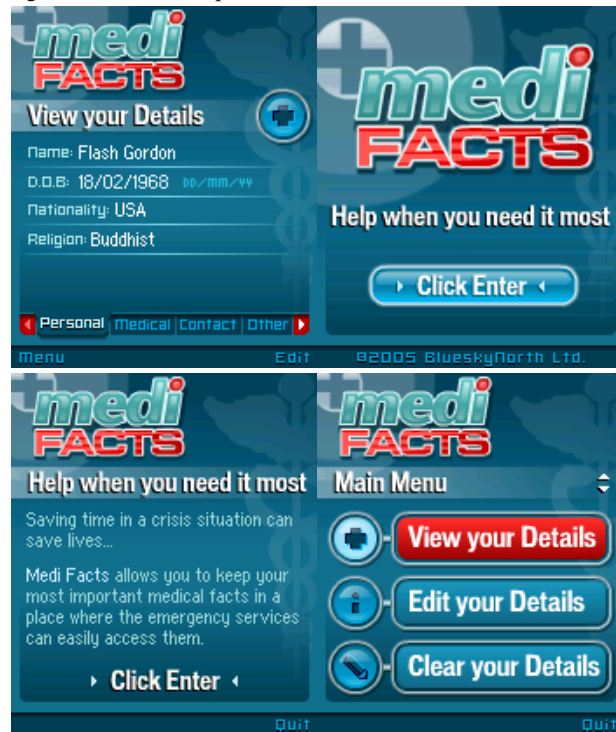 medi
FACTS
View your Details
Name: Flash Gordon
D.O.B: 18/02/1968 DD/MM/YY
Nationality: USA
Religion: Buddhist
Personal Medical Contact Other
Menu Edit
medi
FACTS
Help when you need it most
Click Enter
©2005 BlueskyNorth Ltd.
medi
FACTS
Help when you need it most
Saving time in a crisis situation can
save lives...
Medi Facts allows you to keep your
most important medical facts in a
place where the emergency services
can easily access them.
Click Enter
Quit
medi
FACTS
Main Menu
View your Details
Edit your Details
Clear your Details
Quit